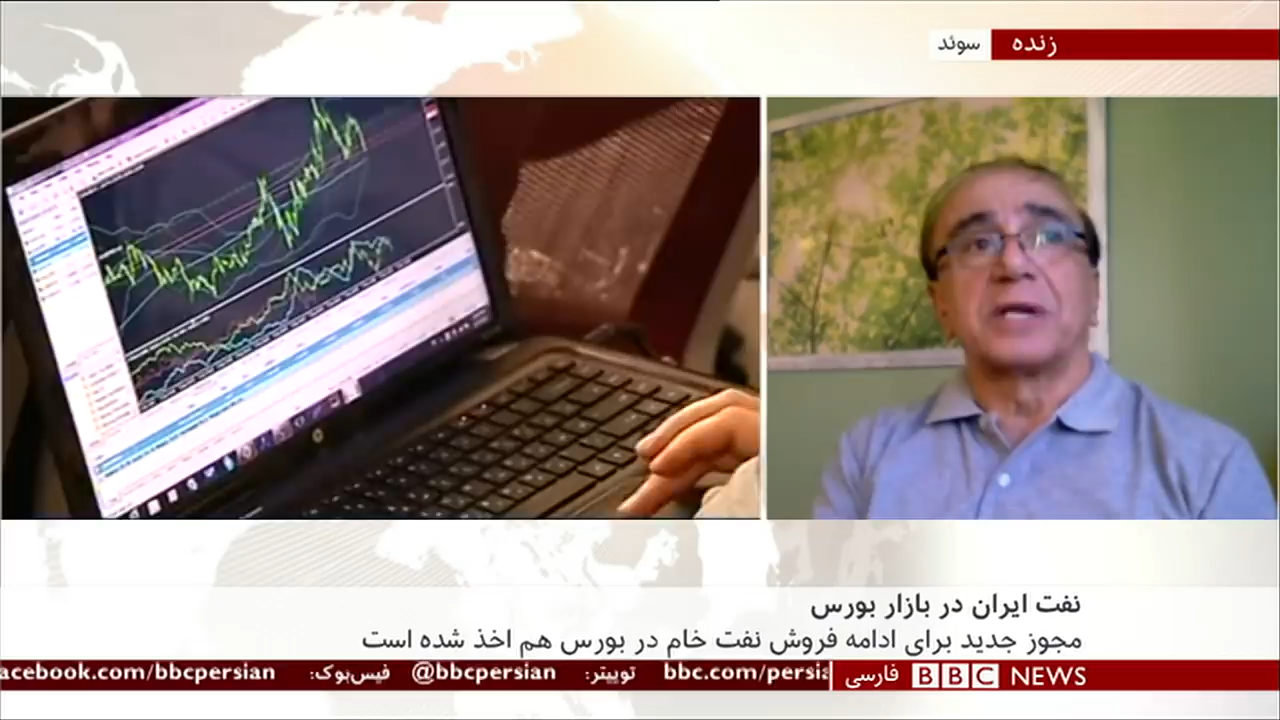 زنده سوئد
نفت ایران در بازار بورس
مجوز جدید برای ادامه فروش نفت خام در بورس هم اخذ شده است
BBC NEWS فارسی bbc.com/persia توییتر: @bbcpersian فیس‌بوک: acebook.com/bbcpersian